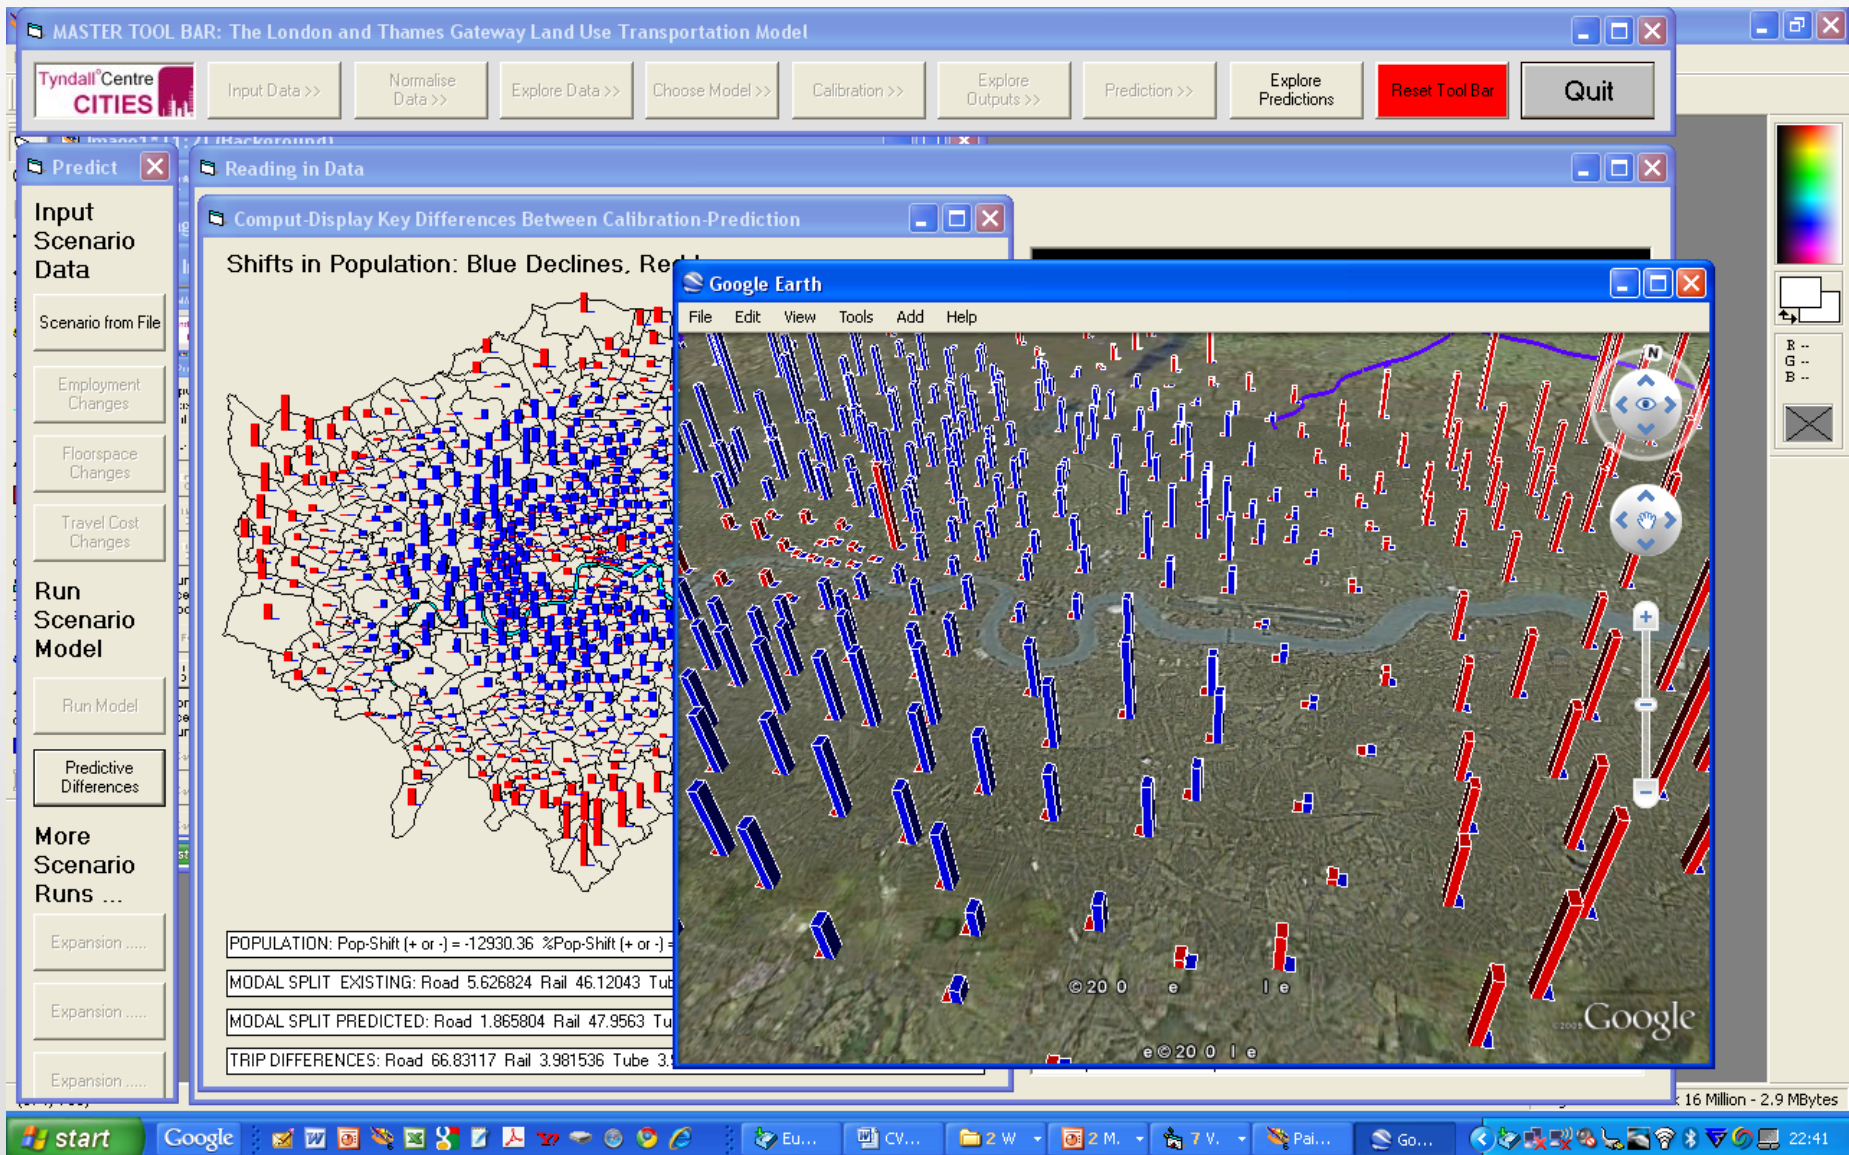 MASTER TOOL BAR: The London and Thames Gateway Land Use Transportation Model
Tyndall°Centre
CITIES
Input Data >>
Normalise
Data >>
Explore Data >>
Choose Model >>
Calibration >>
Explore
Outputs >>
Prediction >>
Explore
Predictions
Reset Tool Bar
Quit
Predict
Reading in Data
Input
Scenario
Data
Scenario from File
Employment
Changes
Floorspace
Changes
Travel Cost
Changes
Run
Scenario
Model
Run Model
Predictive
Differences
More
Scenario
Runs ...
Expansion .....
Expansion .....
Expansion .....
Comput-Display Key Differences Between Calibration-Prediction
Shifts in Population: Blue Declines,
POPULATION: Pop-Shift (+ or -) = -12930.36 %Pop-Shift (+ or -) =
MODAL SPLIT EXISTING: Road 5.626824 Rail 46.12043
MODAL SPLIT PREDICTED: Road 1.865804 Rail 47.9563
TRIP DIFFERENCES: Road 66.83117 Rail 3.981536 Tube
Google Earth
File Edit View Tools Add Help
N
Google
R --
G --
B --
16 Million - 2.9 MBytes
start
Google
Eu...
CV...
2 W
2 M.
7 V.
Pai...
Go...
22:41